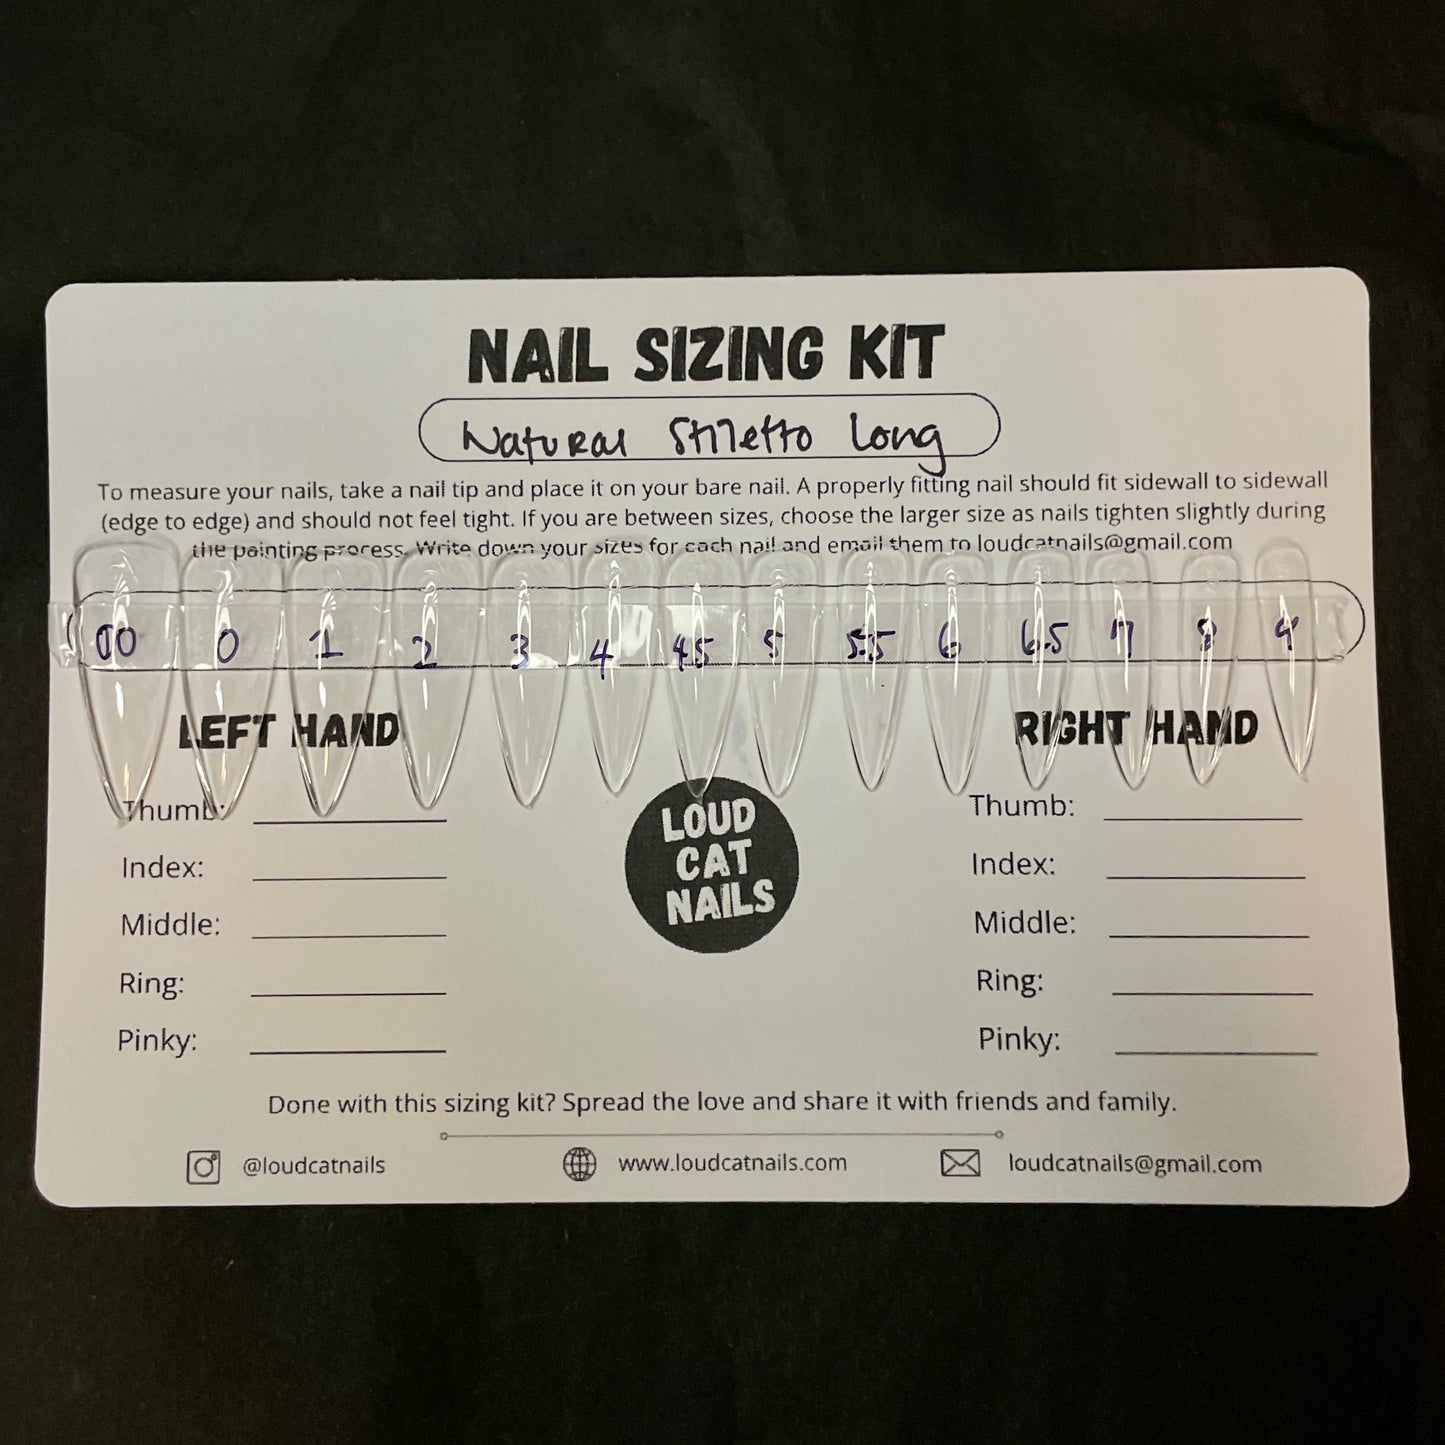 NAIL SIZING KIT
Natural Stiletto Long
To measure your nails, take a nail tip and place it on your bare nail. A properly fitting nail should fit sidewall to sidewall
(edge to edge) and should not feel tight. If you are between sizes, choose the larger size as nails tighten slightly during
the painting process. Write down your sizes for each nail and email them to loudcatnails@gmail.com
00 0 1 2 3 4 4.5 5 5.5 6 6.5 7 8
LEFT HAND
Thumb:
Index:
Middle:
Ring:
Pinky:
LOUD
CAT
NAILS
RIGHT HAND
Thumb:
Index:
Middle:
Ring:
Pinky:
Done with this sizing kit? Spread the love and share it with friends and family.
@loudcatnails www.loudcatnails.com loudcatnails@gmail.com